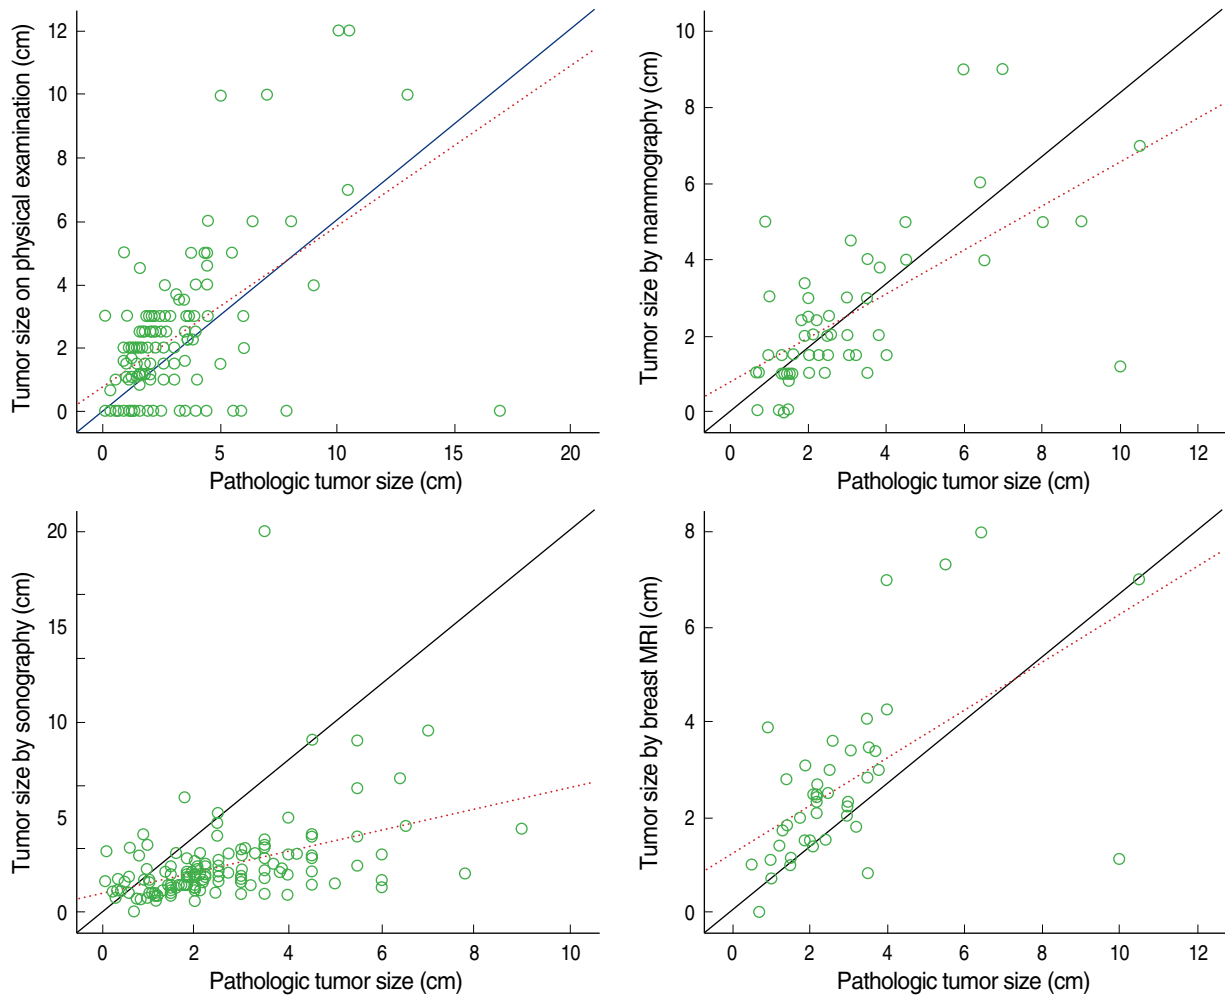 Tumor size on physical examination (cm)
12
10
8
6
4
2
0
0 5 10 15 20
Pathologic tumor size (cm)
Tumor size by mammography (cm)
10
8
6
4
2
0
0 2 4 6 8 10 12
Pathologic tumor size (cm)
Tumor size by sonography (cm)
20
15
10
5
0
0 2 4 6 8 10
Pathologic tumor size (cm)
Tumor size by breast MRI (cm)
8
6
4
2
0
0 2 4 6 8 10 12
Pathologic tumor size (cm)